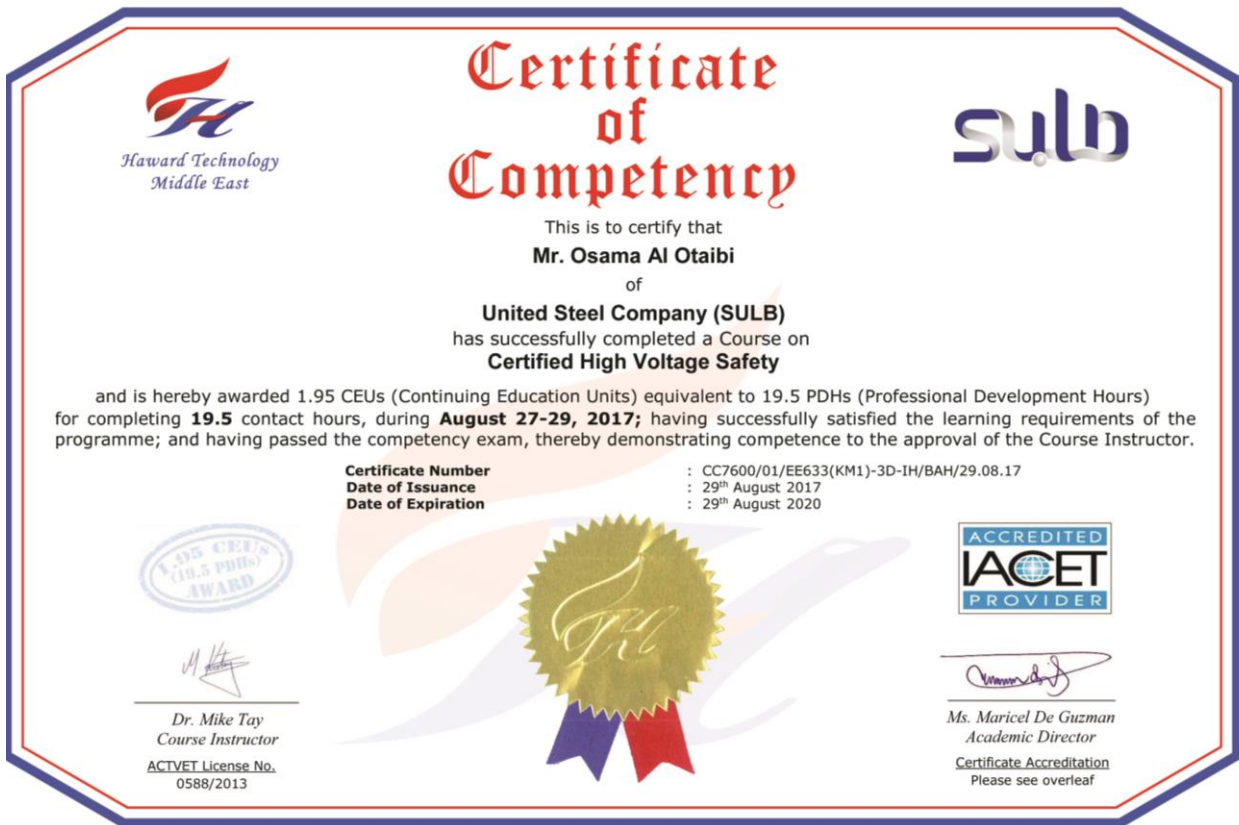 Certificate
of
Competency
Haward Technology
Middle East
sulb
This is to certify that
Mr. Osama Al Otaibi
of
United Steel Company (SULB)
has successfully completed a Course on
Certified High Voltage Safety
and is hereby awarded 1.95 CEUs (Continuing Education Units) equivalent to 19.5 PDHs (Professional Development Hours)
for completing 19.5 contact hours, during August 27-29, 2017; having successfully satisfied the learning requirements of the
programme; and having passed the competency exam, thereby demonstrating competence to the approval of the Course Instructor.
Certificate Number : CC7600/01/EE633(KM1)-3D-IH/BAH/29.08.17
Date of Issuance : 29th August 2017
Date of Expiration : 29th August 2020
1.95 CEUs
(19.5 PDHs)
AWARD
ACCREDITED
IACET
PROVIDER
Dr. Mike Tay
Course Instructor
ACTVET License No.
0588/2013
Ms. Maricel De Guzman
Academic Director
Certificate Accreditation
Please see overleaf